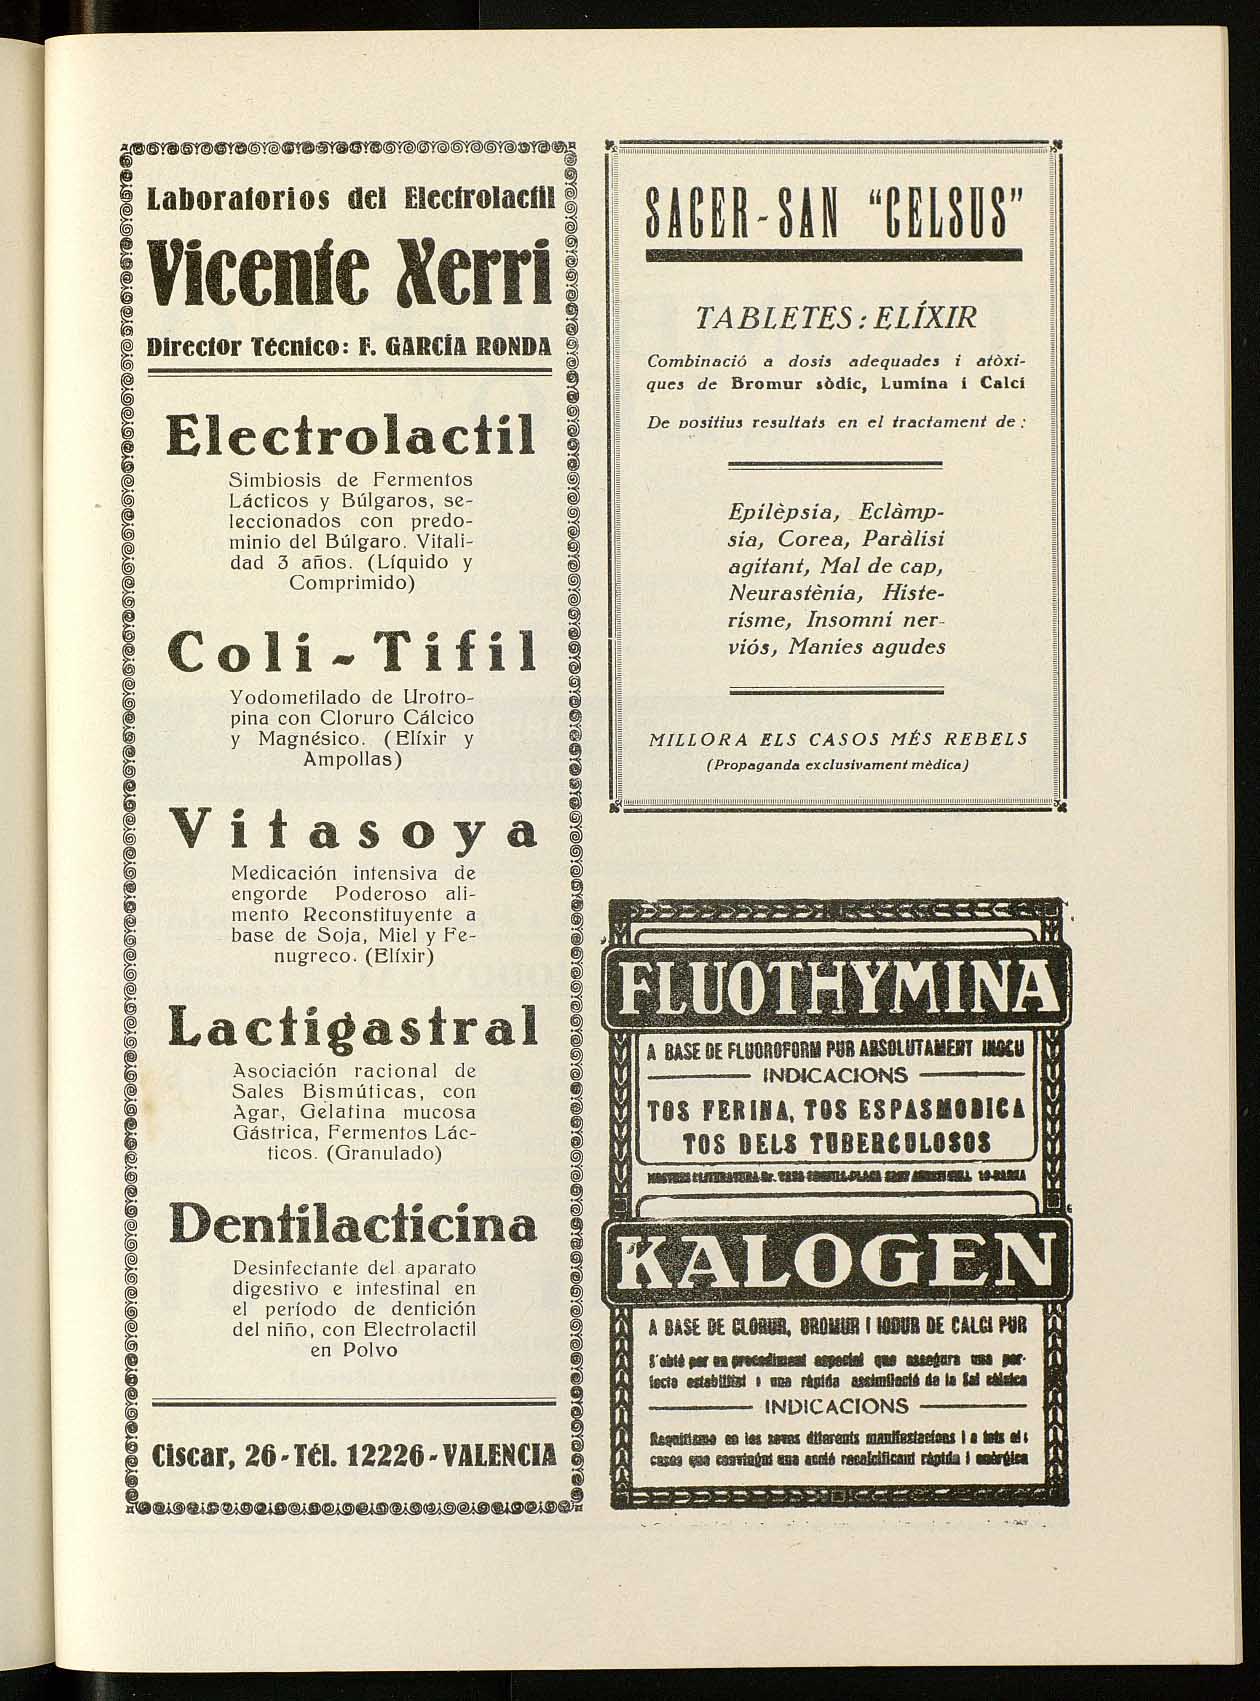 Laboratorios del Electrolactil
Vicente Xerri
Director Técnico: F. GARCÍA RONDA
Electrolactil
Simbiosis de Fermentos
Lácticos y Búlgaros, se-
leccionados con predo-
minio del Búlgaro. Vitali-
dad 3 años. (Líquido y
Comprimido)
Coli-Tifil
Yodometilado de Urotro-
pina con Cloruro Cálcico
y Magnésico. (Elíxir y
Ampollas)
Vitasoya
Medicación intensiva de
engorde Poderoso ali-
mento Reconstituyente a
base de Soja, Miel y Fe-
nugreco. (Elíxir)
Lactigastral
Asociación racional de
Sales Bismúticas, con
Agar, Gelatina mucosa
Gástrica, Fermentos Lác-
ticos. (Granulado)
Dentilacticina
Desinfectante del aparato
digestivo e intestinal en
el período de dentición
del niño, con Electrolactil
en Polvo
Ciscar, 26-Tél. 12226-VALENCIA
SACER-SAN "CELSUS"
TABLETES: ELÍXIR
Combinació a dosis adequades i atòxi-
ques de Bromur sòdic, Lumina i Calci
De positius resultats en el tractament de:
Epilèpsia, Eclàmp-
sia, Corea, Paràlisi
agitant, Mal de cap,
Neurastènia, Histe-
risme, Insomni ner-
viós, Manies agudes
MILLORA ELS CASOS MÉS REBELS
(Propaganda exclusivament mèdica)
FLUOTHYMINA
A BASE DE FLUOROFORM PUR ABSOLUTAMENT INOCU
INDICACIONS
TOS FERINA, TOS ESPASMODICA
TOS DELS TUBERCULOSOS
KALOGEN
A BASE DE CLORUR, BROMUR I IODUR DE CALCI PUR
S'obté per un procediment especial que assegura una per-
fecta estabilitat i una ràpida assimilació de la Sal càlcica
INDICACIONS
Raquitisme en les seves diferents manifestacions i a tots els
casos que convingui una acció recalcificant ràpida i enèrgica